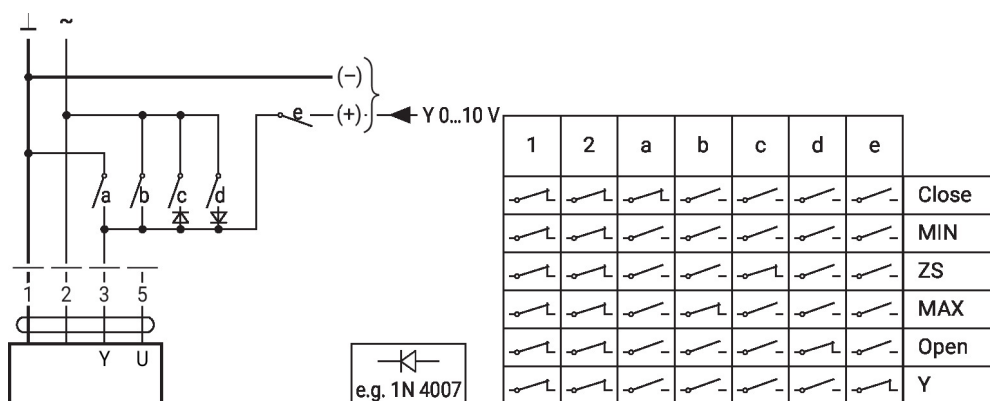 ⊥ ~
(–)
e (+) Y 0...10 V
a b c d
1 2 3 5
Y U
e.g. 1N 4007
1 2 a b c d e
Close
MIN
ZS
MAX
Open
Y